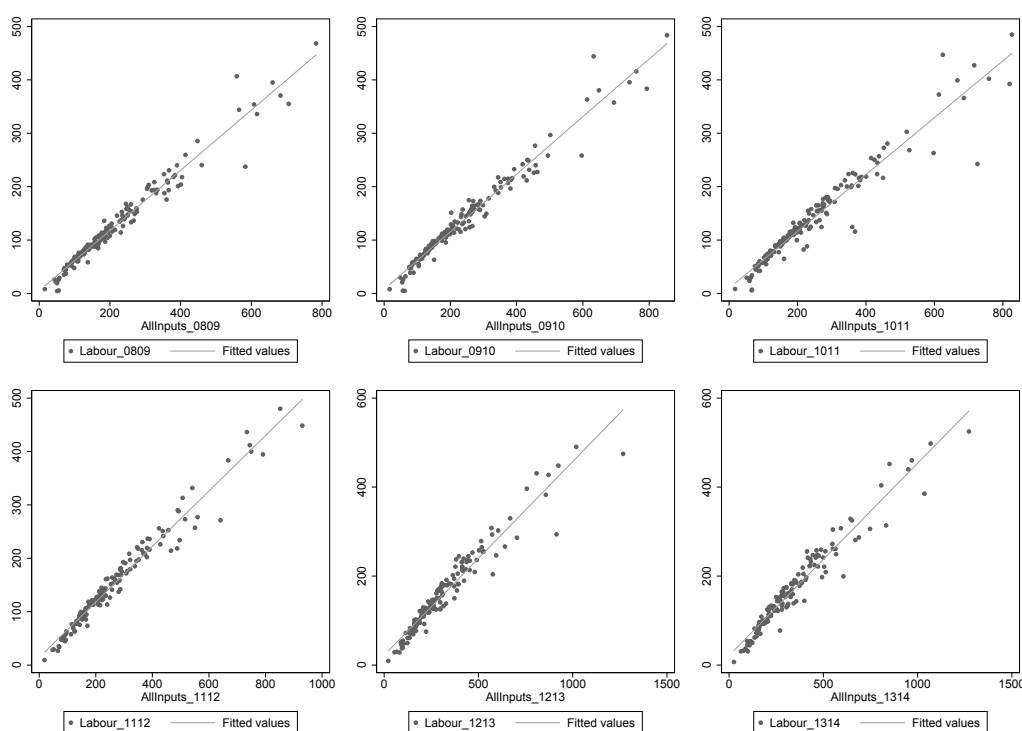 500
400
300
200
100
0
0 200 400 600 800
AllInputs_0809
Labour_0809 Fitted values
500
400
300
200
100
0
0 200 400 600 800
AllInputs_0910
Labour_0910 Fitted values
500
400
300
200
100
0
0 200 400 600 800
AllInputs_1011
Labour_1011 Fitted values
500
400
300
200
100
0
0 200 400 600 800 1000
AllInputs_1112
Labour_1112 Fitted values
600
400
200
0
0 500 1000 1500
AllInputs_1213
Labour_1213 Fitted values
600
400
200
0
0 500 1000 1500
AllInputs_1314
Labour_1314 Fitted values